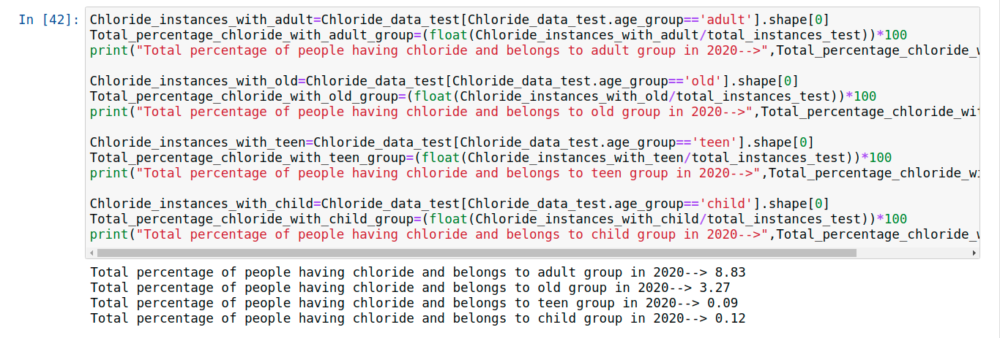 In [42]: Chloride_instances_with_adult=Chloride_data_test[Chloride_data_test.age_group=='adult'].shape[0]
Total_percentage_chloride_with_adult_group=(float(Chloride_instances_with_adult/total_instances_test))*100
print("Total percentage of people having chloride and belongs to adult group in 2020-->",Total_percentage_chloride_

Chloride_instances_with_old=Chloride_data_test[Chloride_data_test.age_group=='old'].shape[0]
Total_percentage_chloride_with_old_group=(float(Chloride_instances_with_old/total_instances_test))*100
print("Total percentage of people having chloride and belongs to old group in 2020-->",Total_percentage_chloride_wi

Chloride_instances_with_teen=Chloride_data_test[Chloride_data_test.age_group=='teen'].shape[0]
Total_percentage_chloride_with_teen_group=(float(Chloride_instances_with_teen/total_instances_test))*100
print("Total percentage of people having chloride and belongs to teen group in 2020-->",Total_percentage_chloride_w

Chloride_instances_with_child=Chloride_data_test[Chloride_data_test.age_group=='child'].shape[0]
Total_percentage_chloride_with_child_group=(float(Chloride_instances_with_child/total_instances_test))*100
print("Total percentage of people having chloride and belongs to child group in 2020-->",Total_percentage_chloride_

Total percentage of people having chloride and belongs to adult group in 2020--> 8.83
Total percentage of people having chloride and belongs to old group in 2020--> 3.27
Total percentage of people having chloride and belongs to teen group in 2020--> 0.09
Total percentage of people having chloride and belongs to child group in 2020--> 0.12